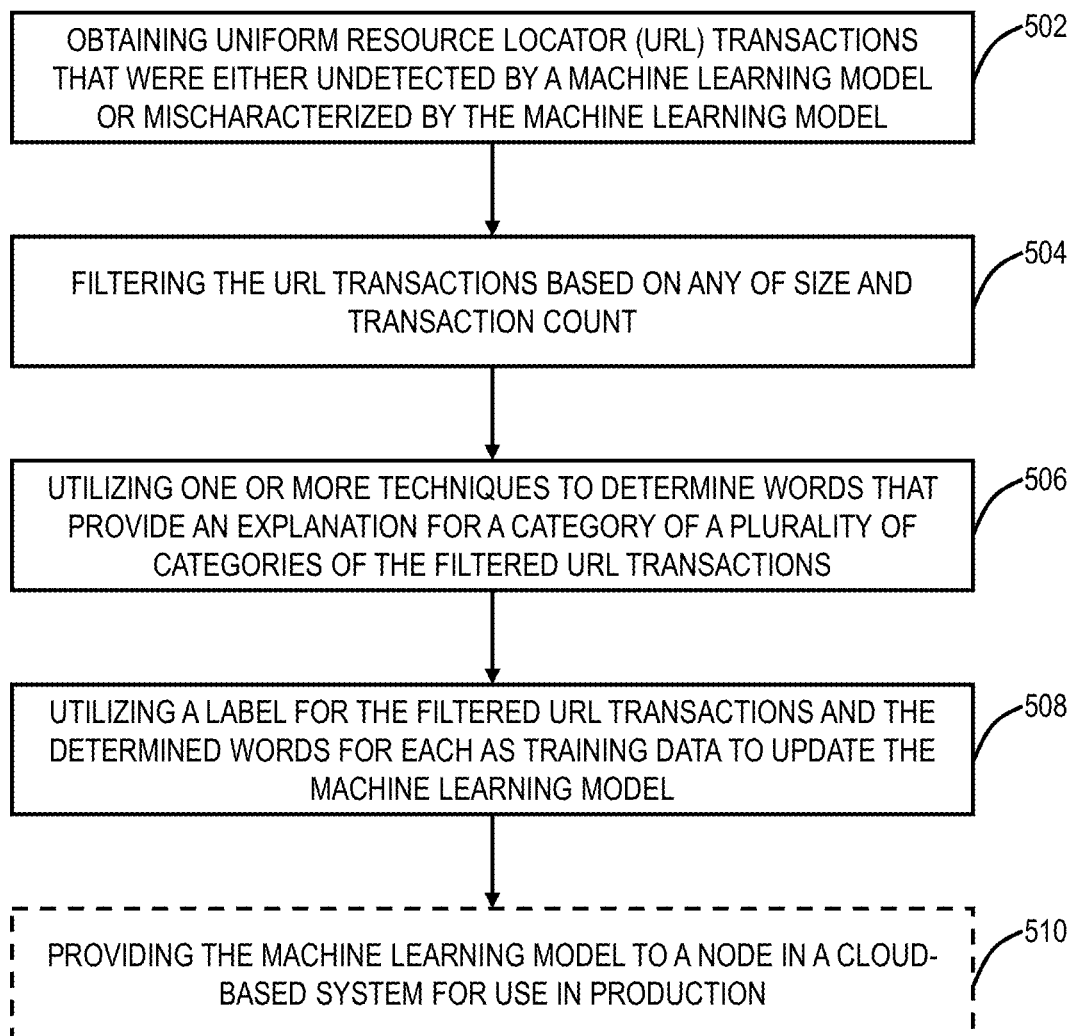 OBTAINING UNIFORM RESOURCE LOCATOR (URL) TRANSACTIONS
THAT WERE EITHER UNDETECTED BY A MACHINE LEARNING MODEL
OR MISCHARACTERIZED BY THE MACHINE LEARNING MODEL
502
FILTERING THE URL TRANSACTIONS BASED ON ANY OF SIZE AND
TRANSACTION COUNT
504
UTILIZING ONE OR MORE TECHNIQUES TO DETERMINE WORDS THAT
PROVIDE AN EXPLANATION FOR A CATEGORY OF A PLURALITY OF
CATEGORIES OF THE FILTERED URL TRANSACTIONS
506
UTILIZING A LABEL FOR THE FILTERED URL TRANSACTIONS AND THE
DETERMINED WORDS FOR EACH AS TRAINING DATA TO UPDATE THE
MACHINE LEARNING MODEL
508
PROVIDING THE MACHINE LEARNING MODEL TO A NODE IN A CLOUD-
BASED SYSTEM FOR USE IN PRODUCTION
510